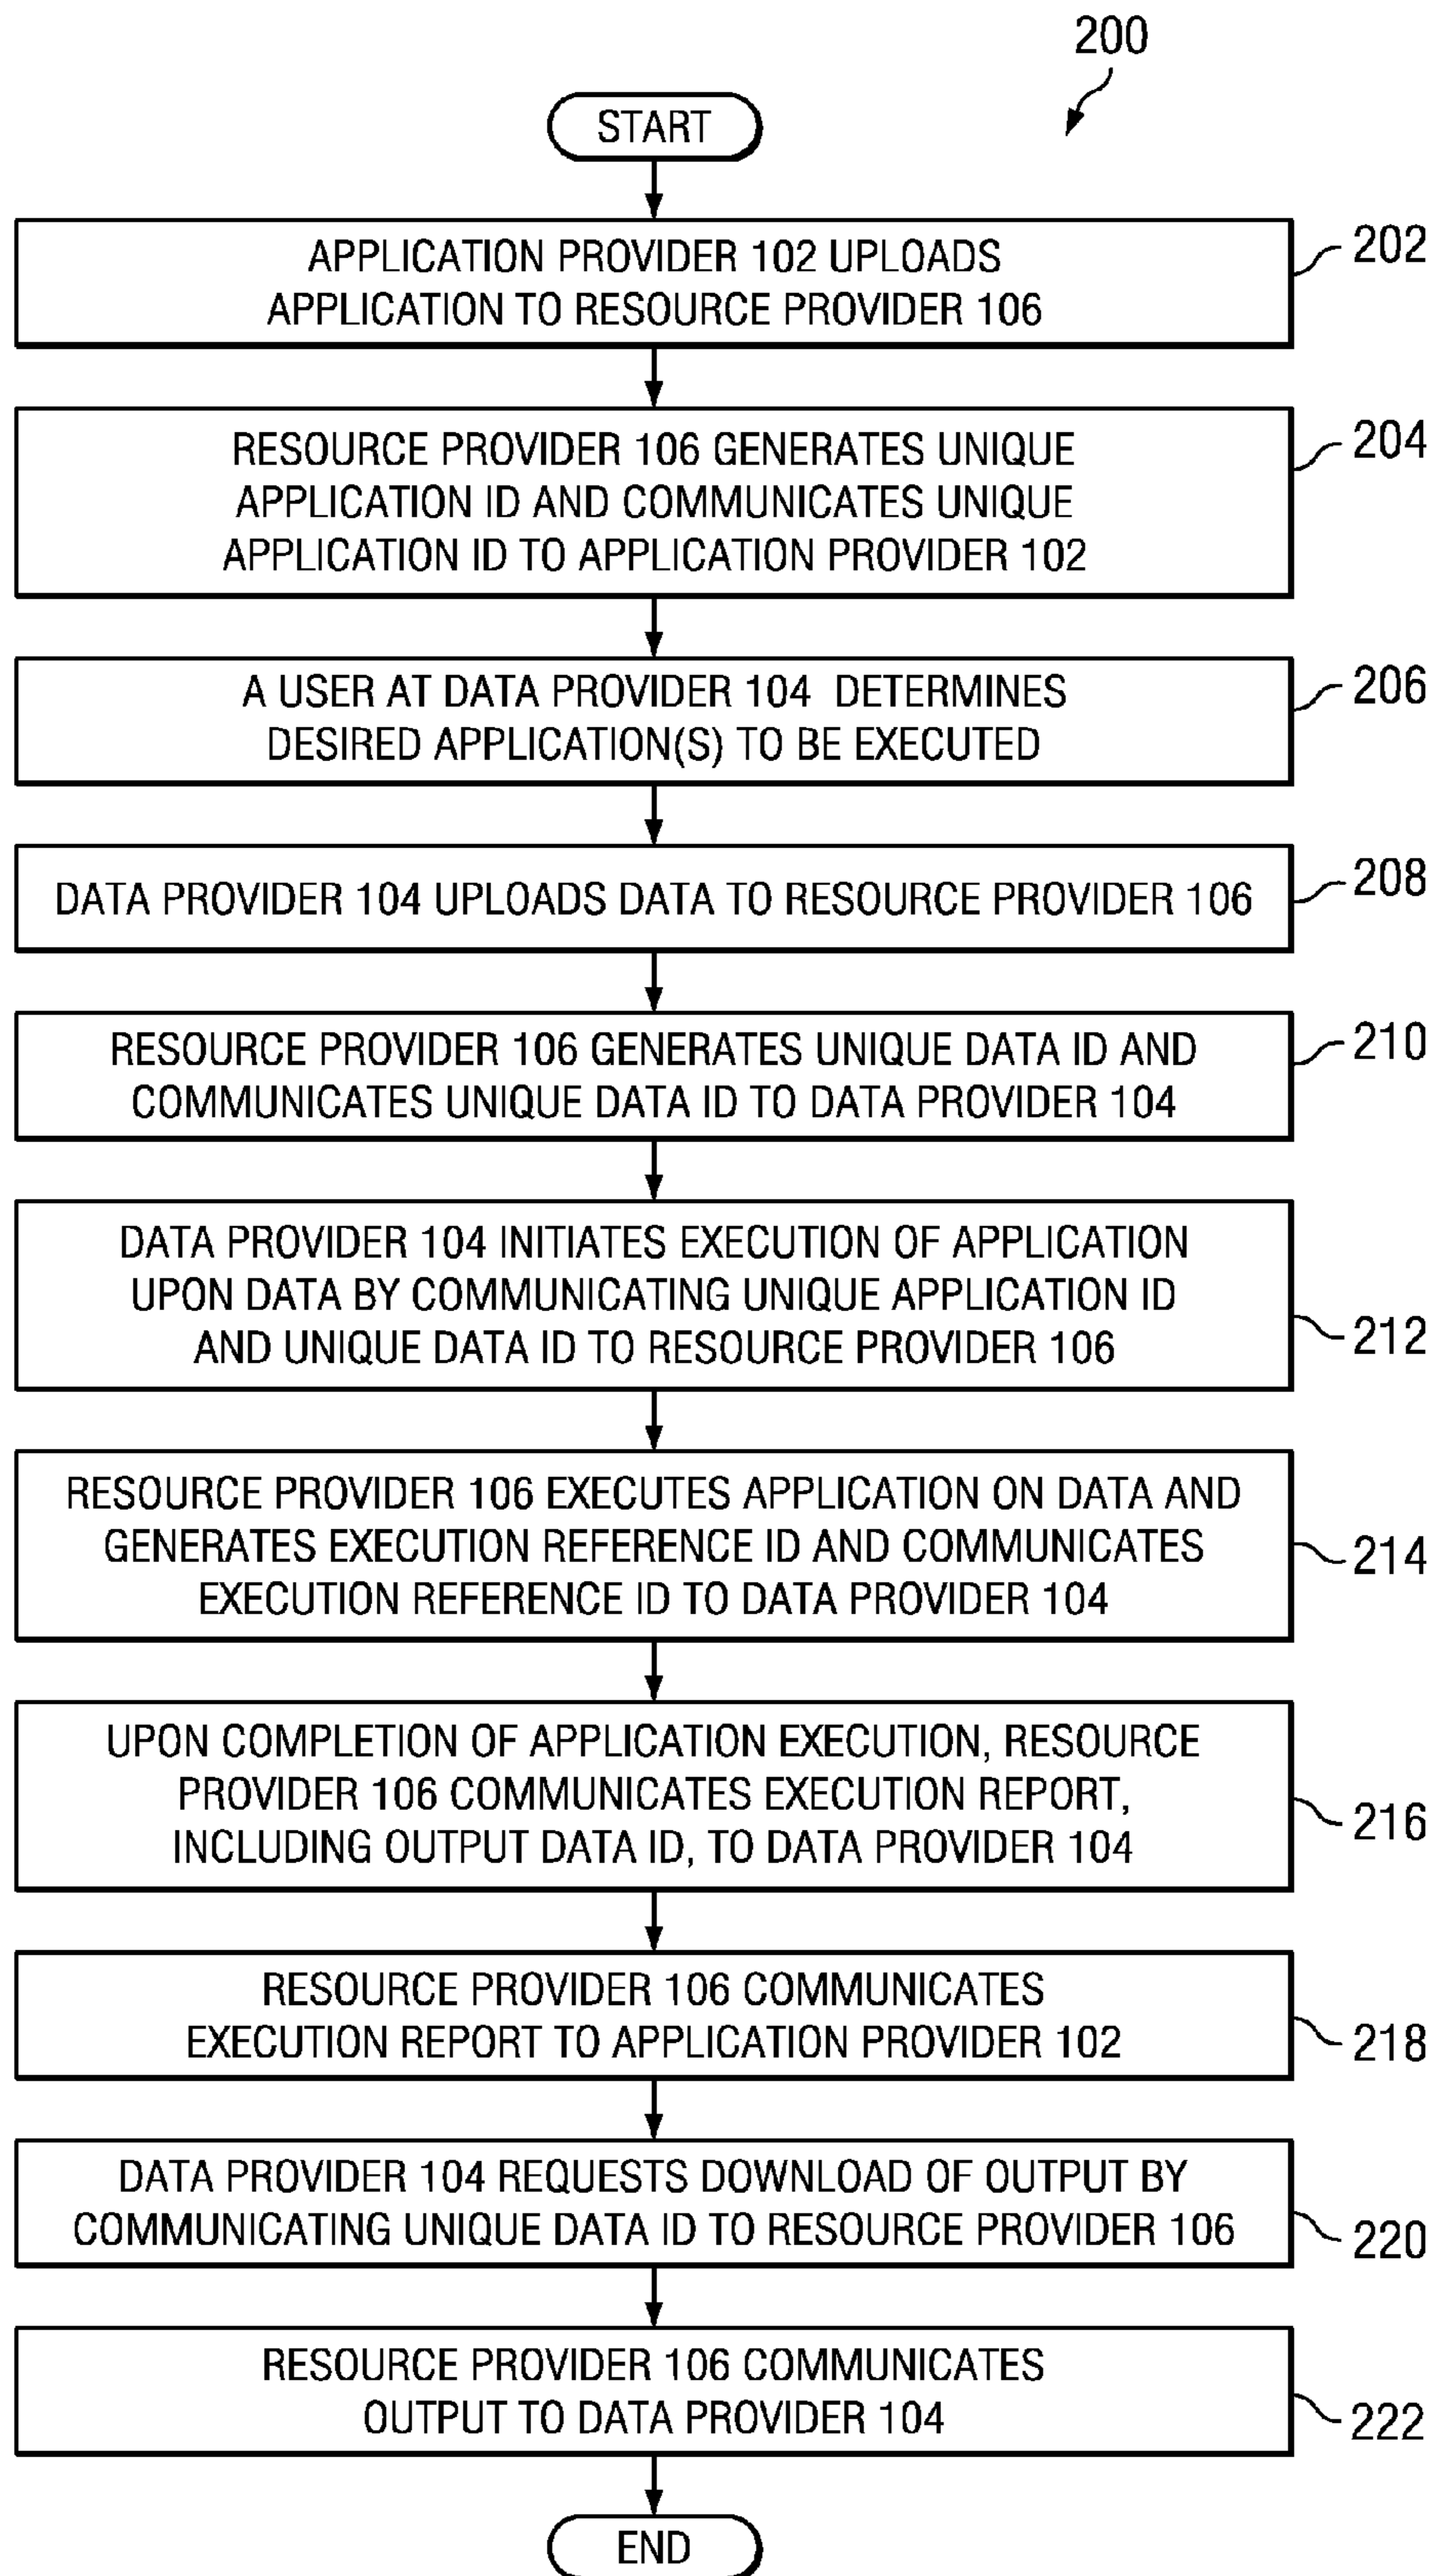 200
START
APPLICATION PROVIDER 102 UPLOADS
APPLICATION TO RESOURCE PROVIDER 106
202
RESOURCE PROVIDER 106 GENERATES UNIQUE
APPLICATION ID AND COMMUNICATES UNIQUE
APPLICATION ID TO APPLICATION PROVIDER 102
204
A USER AT DATA PROVIDER 104 DETERMINES
DESIRED APPLICATION(S) TO BE EXECUTED
206
DATA PROVIDER 104 UPLOADS DATA TO RESOURCE PROVIDER 106
208
RESOURCE PROVIDER 106 GENERATES UNIQUE DATA ID AND
COMMUNICATES UNIQUE DATA ID TO DATA PROVIDER 104
210
DATA PROVIDER 104 INITIATES EXECUTION OF APPLICATION
UPON DATA BY COMMUNICATING UNIQUE APPLICATION ID
AND UNIQUE DATA ID TO RESOURCE PROVIDER 106
212
RESOURCE PROVIDER 106 EXECUTES APPLICATION ON DATA AND
GENERATES EXECUTION REFERENCE ID AND COMMUNICATES
EXECUTION REFERENCE ID TO DATA PROVIDER 104
214
UPON COMPLETION OF APPLICATION EXECUTION, RESOURCE
PROVIDER 106 COMMUNICATES EXECUTION REPORT,
INCLUDING OUTPUT DATA ID, TO DATA PROVIDER 104
216
RESOURCE PROVIDER 106 COMMUNICATES
EXECUTION REPORT TO APPLICATION PROVIDER 102
218
DATA PROVIDER 104 REQUESTS DOWNLOAD OF OUTPUT BY
COMMUNICATING UNIQUE DATA ID TO RESOURCE PROVIDER 106
220
RESOURCE PROVIDER 106 COMMUNICATES
OUTPUT TO DATA PROVIDER 104
222
END